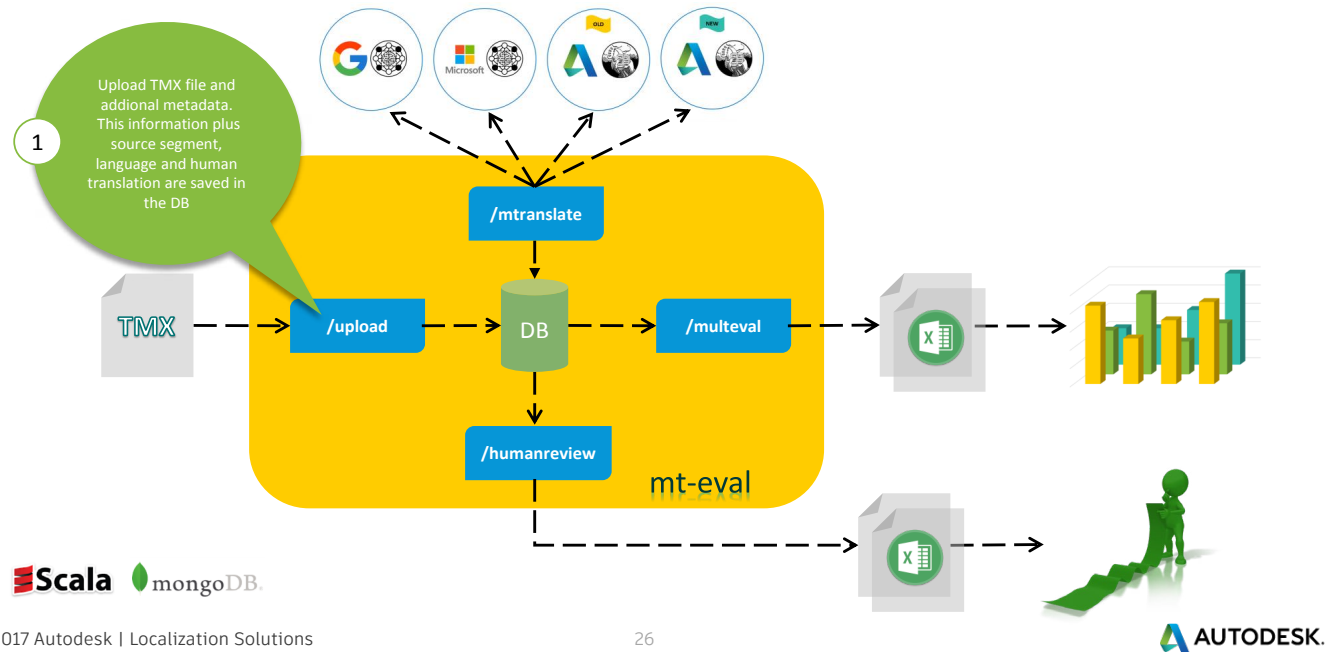 OLD
NEW
G
Microsoft
1
Upload TMX file and
addional metadata.
This information plus
source segment,
language and human
translation are saved in
the DB
/mtranslate
TMX
/upload
DB
/multeval
X
/humanreview
mt-eval
X
Scala
mongoDB.
017 Autodesk | Localization Solutions
26
AUTODESK.